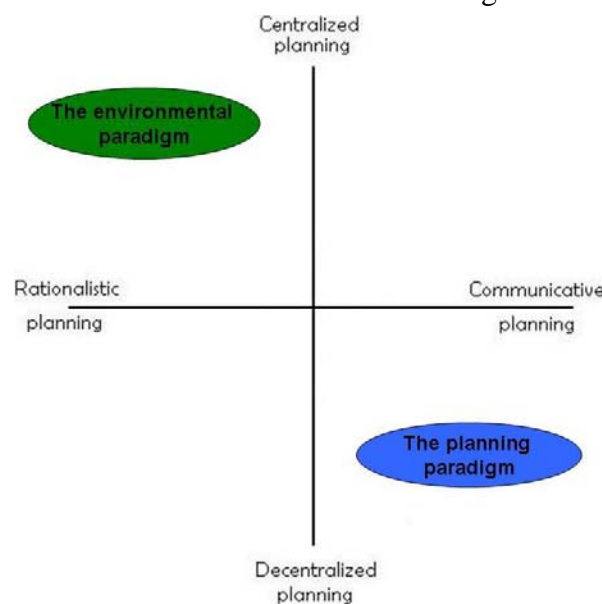 Centralized
planning
The environmental
paradigm
Rationalistic
planning
Communicative
planning
The planning
paradigm
Decentralized
planning